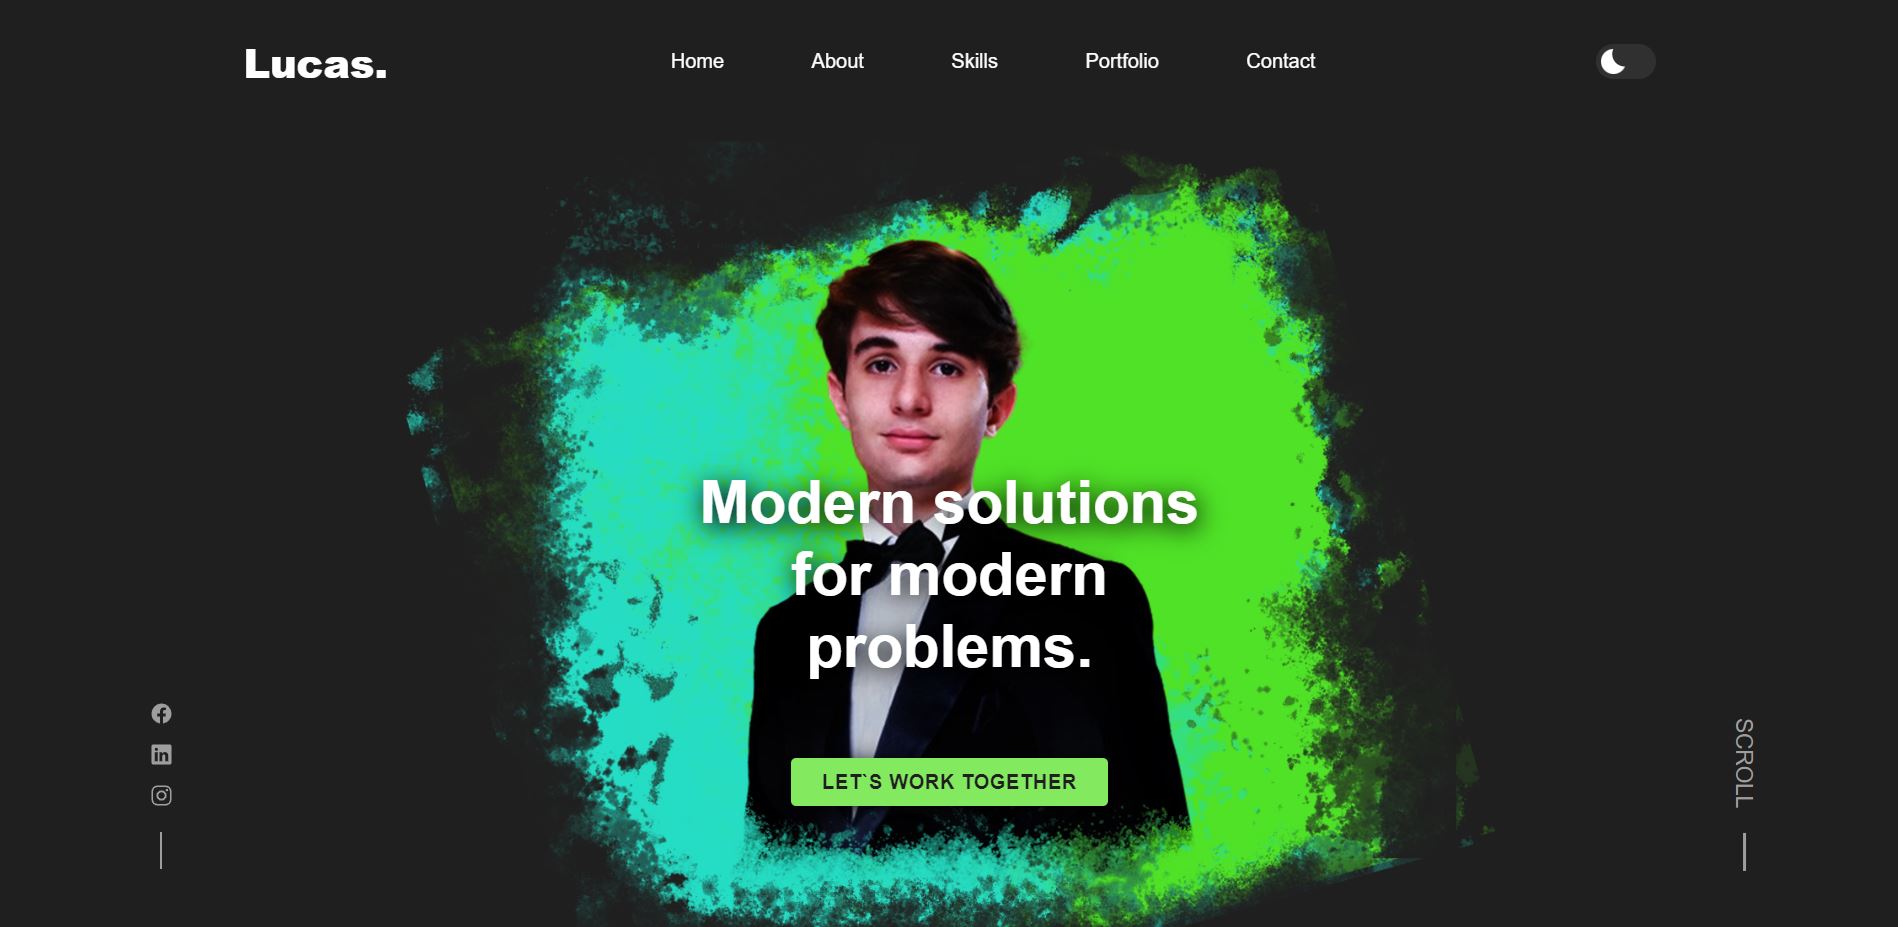 Lucas.
Home
About
Skills
Portfolio
Contact
Modern solutions
for modern
problems.
LET`S WORK TOGETHER
SCROLL